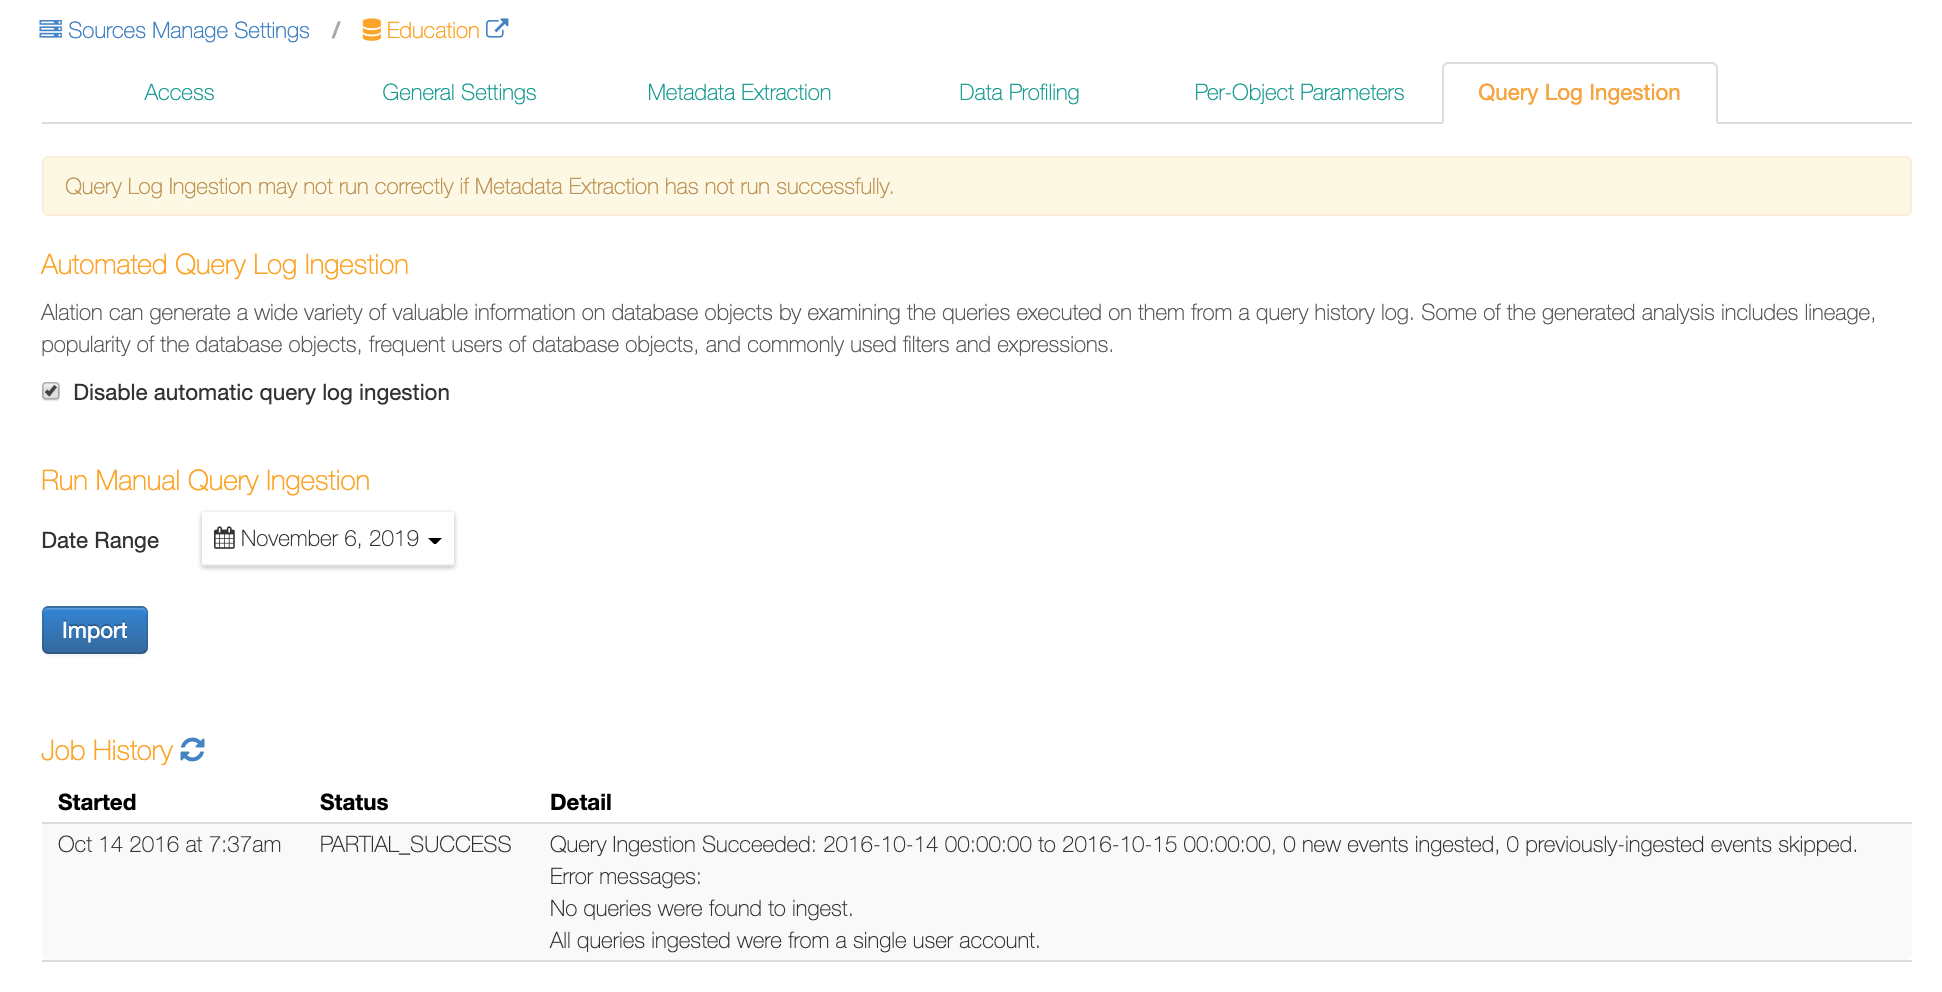 Sources Manage Settings / Education
Access General Settings Metadata Extraction Data Profiling Per-Object Parameters Query Log Ingestion
Query Log Ingestion may not run correctly if Metadata Extraction has not run successfully.
Automated Query Log Ingestion
Alation can generate a wide variety of valuable information on database objects by examining the queries executed on them from a query history log. Some of the generated analysis includes lineage,
popularity of the database objects, frequent users of database objects, and commonly used filters and expressions.
Disable automatic query log ingestion
Run Manual Query Ingestion
Date Range November 6, 2019
Import
Job History
Started Status Detail
Oct 14 2016 at 7:37am PARTIAL_SUCCESS Query Ingestion Succeeded: 2016-10-14 00:00:00 to 2016-10-15 00:00:00, 0 new events ingested, 0 previously-ingested events skipped.
Error messages:
No queries were found to ingest.
All queries ingested were from a single user account.